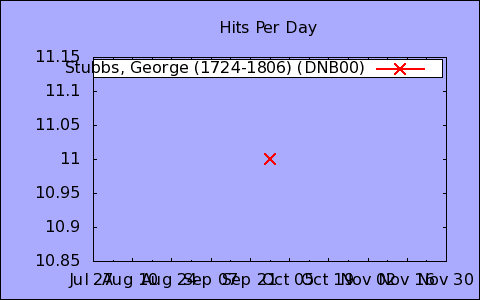 Hits Per Day
11.15
Stubbs, George (1724-1806) (DNB00)
11.1
11.05
11
10.95
10.9
10.85
Jul 27 Aug 10 Aug 24 Sep 07 Sep 21 Oct 05 Oct 19 Nov 02 Nov 16 Nov 30